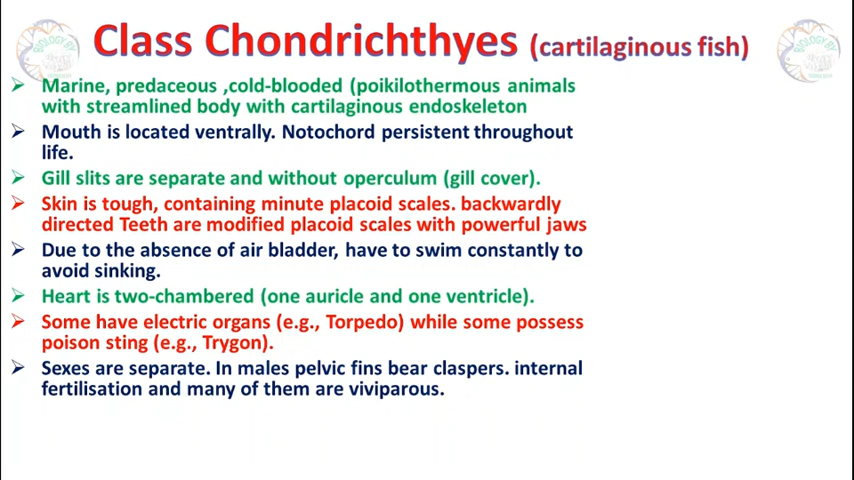 Class Chondrichthyes (cartilaginous fish)
➢ Marine, predaceous ,cold-blooded (poikilothermous animals
with streamlined body with cartilaginous endoskeleton
➢ Mouth is located ventrally. Notochord persistent throughout
life.
➢ Gill slits are separate and without operculum (gill cover).
➢ Skin is tough, containing minute placoid scales. backwardly
directed Teeth are modified placoid scales with powerful jaws
➢ Due to the absence of air bladder, have to swim constantly to
avoid sinking.
➢ Heart is two-chambered (one auricle and one ventricle).
➢ Some have electric organs (e.g., Torpedo) while some possess
poison sting (e.g., Trygon).
➢ Sexes are separate. In males pelvic fins bear claspers. internal
fertilisation and many of them are viviparous.
BIOLOGY BY
BIOLOGY BY